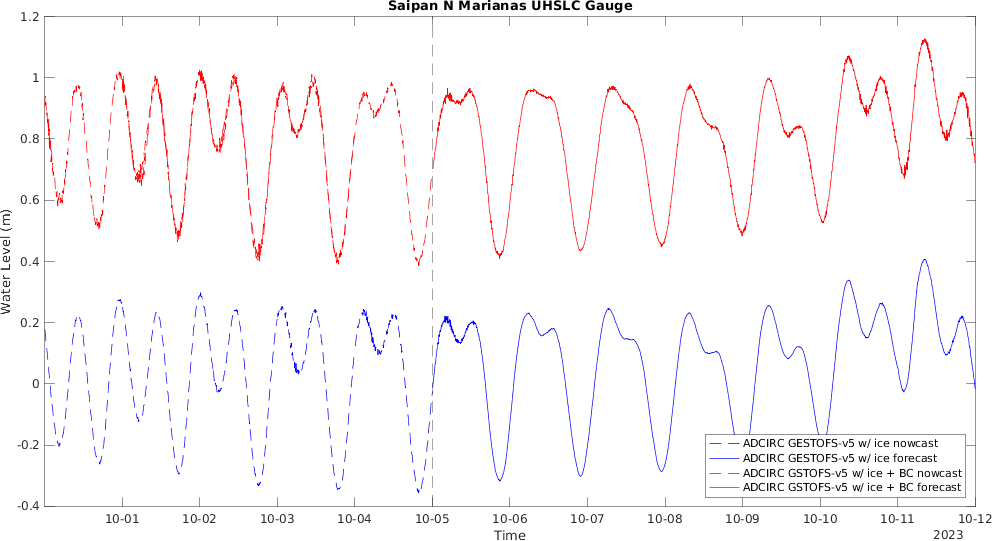 Saipan N Marianas UHSLC Gauge
1.2
1
0.8
0.6
0.4
0.2
0
-0.2
-0.4
Water Level (m)
ADCIRC GESTOFS-v5 w/ ice nowcast
ADCIRC GESTOFS-v5 w/ ice forecast
ADCIRC GSTOFS-v5 w/ ice + BC nowcast
ADCIRC GSTOFS-v5 w/ ice + BC forecast
10-01 10-02 10-03 10-04 10-05 10-06 10-07 10-08 10-09 10-10 10-11 10-12
Time
2023